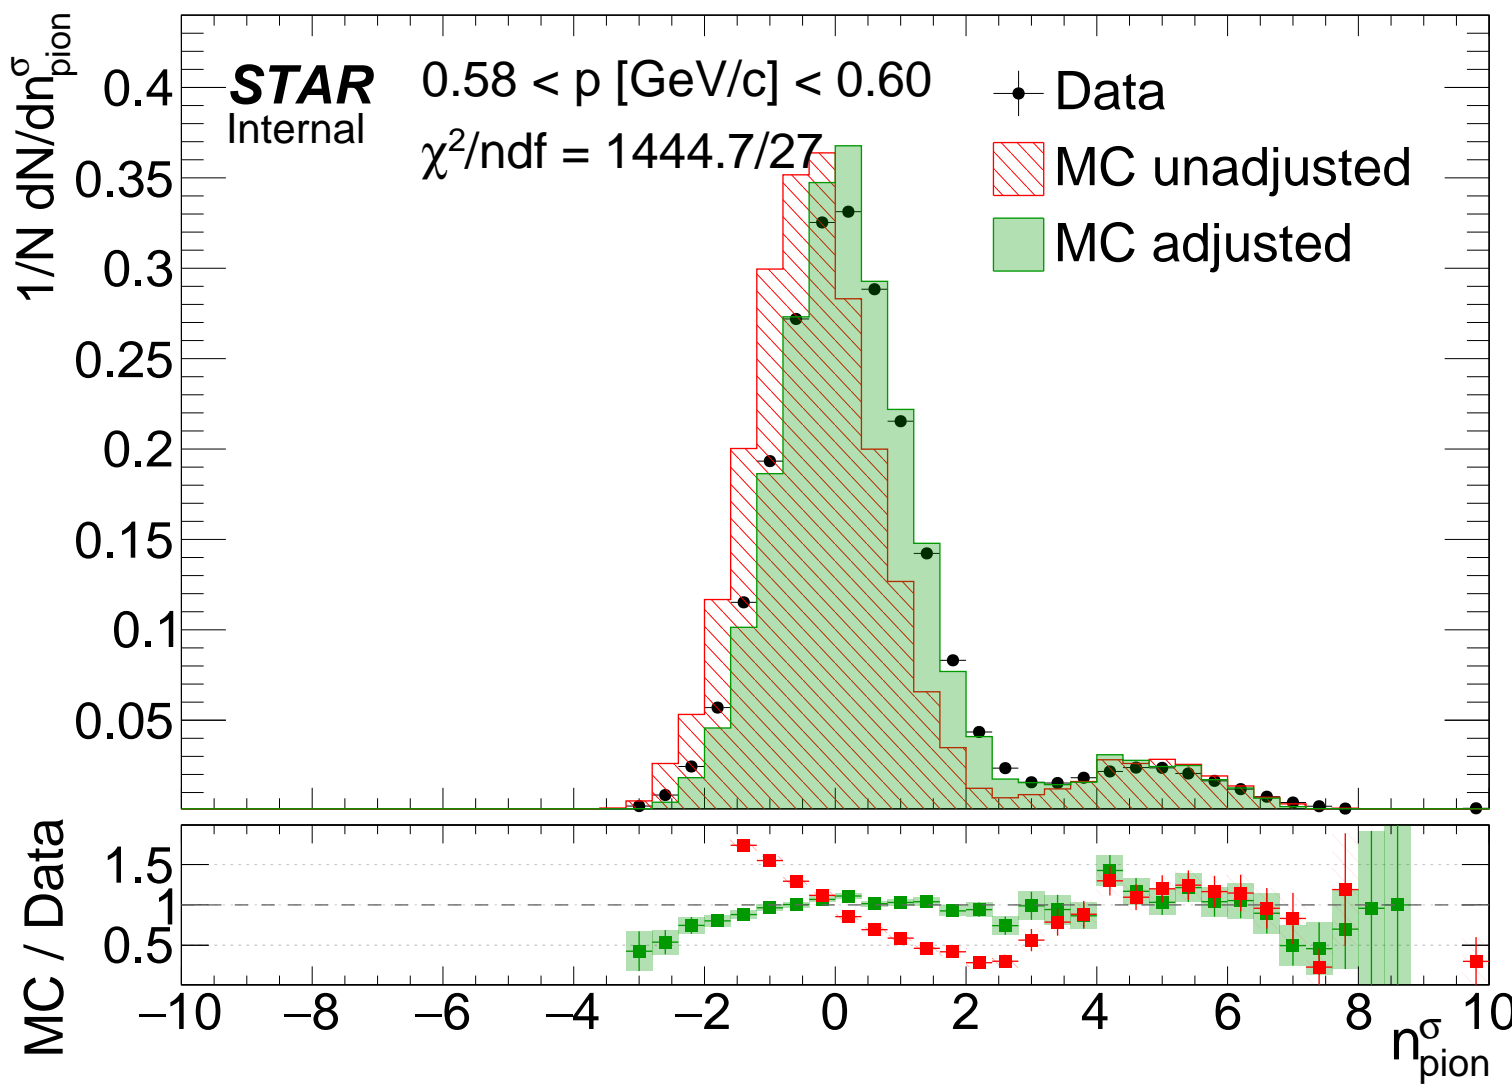 1/N dN/dn^σ_pion
STAR
Internal
0.58 < p [GeV/c] < 0.60
χ²/ndf = 1444.7/27
Data
MC unadjusted
MC adjusted
0.4
0.35
0.3
0.25
0.2
0.15
0.1
0.05
MC / Data
1.5
1
0.5
−10 −8 −6 −4 −2 0 2 4 6 8 10
n^σ_pion